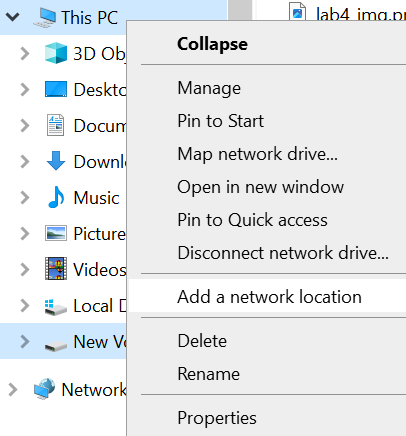 This PC
lab4_img.pr
3D Obj
Deskto
Docum
Downl
Music
Picture
Videos
Local D
New Vo
Network
Collapse
Manage
Pin to Start
Map network drive...
Open in new window
Pin to Quick access
Disconnect network drive...
Add a network location
Delete
Rename
Properties